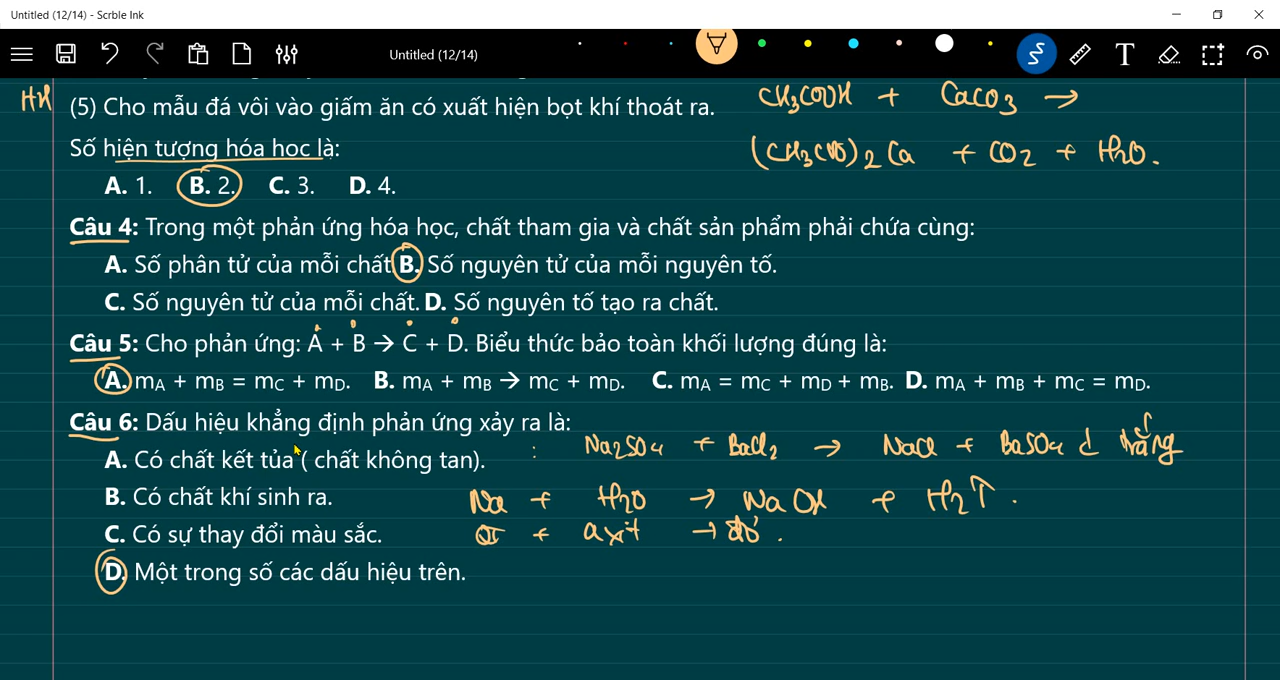 Untitled (12/14) - Scrble Ink
Untitled (12/14)
(5) Cho mẫu đá vôi vào giấm ăn có xuất hiện bọt khí thoát ra.
CH3COOH + CaCO3 →
Số hiện tượng hóa học là:
(CH3COO)2Ca + CO2 + H2O.
A. 1. B. 2. C. 3. D. 4.
Câu 4: Trong một phản ứng hóa học, chất tham gia và chất sản phẩm phải chứa cùng:
A. Số phân tử của mỗi chất B. Số nguyên tử của mỗi nguyên tố.
C. Số nguyên tử của mỗi chất. D. Số nguyên tố tạo ra chất.
Câu 5: Cho phản ứng: A + B → C + D. Biểu thức bảo toàn khối lượng đúng là:
A. mA + mB = mC + mD. B. mA + mB → mC + mD. C. mA = mC + mD + mB. D. mA + mB + mC = mD.
Câu 6: Dấu hiệu khẳng định phản ứng xảy ra là:
Na2SO4 + BaCl2 → NaCl + BaSO4 ↓ trắng
A. Có chất kết tủa ( chất không tan).
B. Có chất khí sinh ra.
Na + H2O → NaOH + H2↑.
C. Có sự thay đổi màu sắc.
QT + axit → đỏ.
D. Một trong số các dấu hiệu trên.